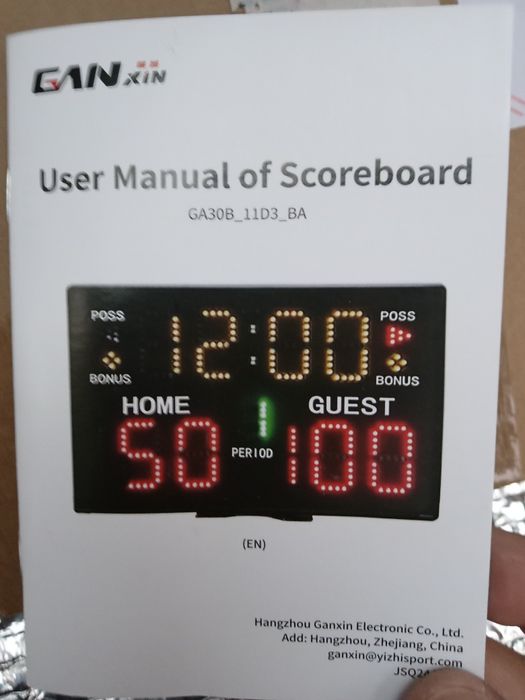 GANXIN
User Manual of Scoreboard
GA30B_11D3_BA
POSS 12:00 POSS
BONUS BONUS
HOME GUEST
50 PERIOD 1 100
(EN)
Hangzhou Ganxin Electronic Co., Ltd.
Add: Hangzhou, Zhejiang, China
ganxin@yizhisport.com